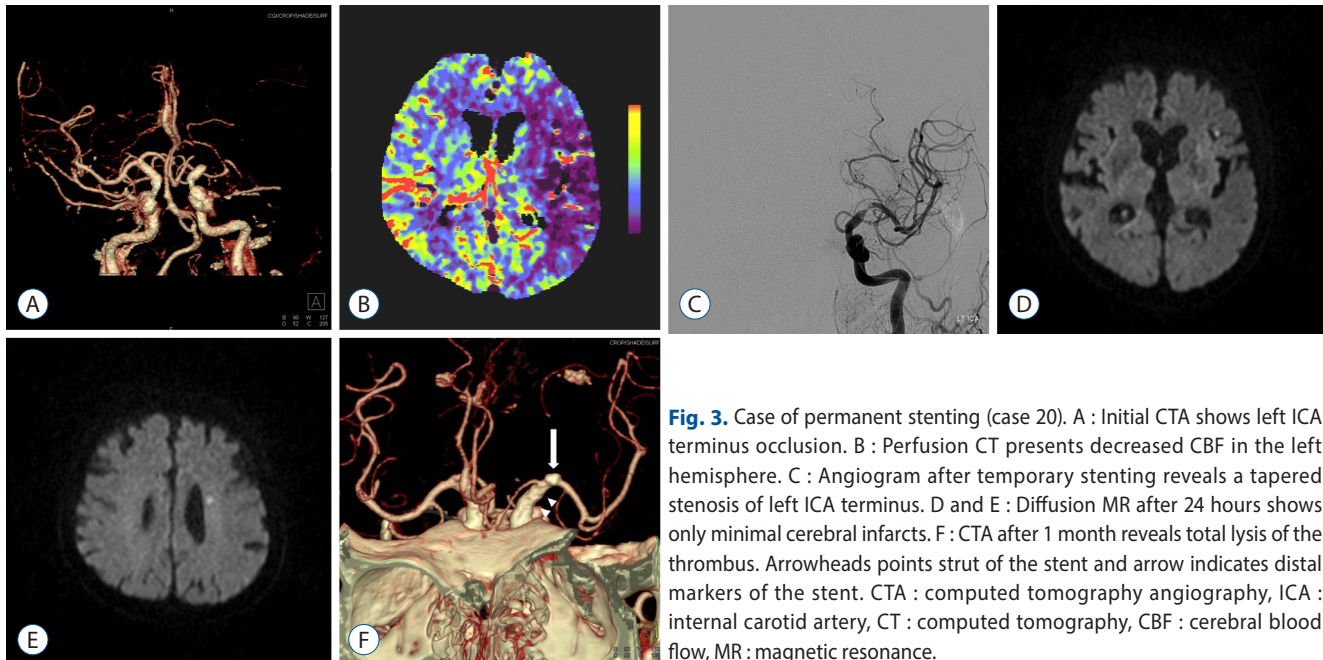 H
CQ/CROP/SHADE/SURF
R
A
A
B
C
LT ICA
D
E
CROP/SHADE/SURF
F
Fig. 3. Case of permanent stenting (case 20). A : Initial CTA shows left ICA
terminus occlusion. B : Perfusion CT presents decreased CBF in the left
hemisphere. C : Angiogram after temporary stenting reveals a tapered
stenosis of left ICA terminus. D and E : Diffusion MR after 24 hours shows
only minimal cerebral infarcts. F : CTA after 1 month reveals total lysis of the
thrombus. Arrowheads points strut of the stent and arrow indicates distal
markers of the stent. CTA : computed tomography angiography, ICA :
internal carotid artery, CT : computed tomography, CBF : cerebral blood
flow, MR : magnetic resonance.